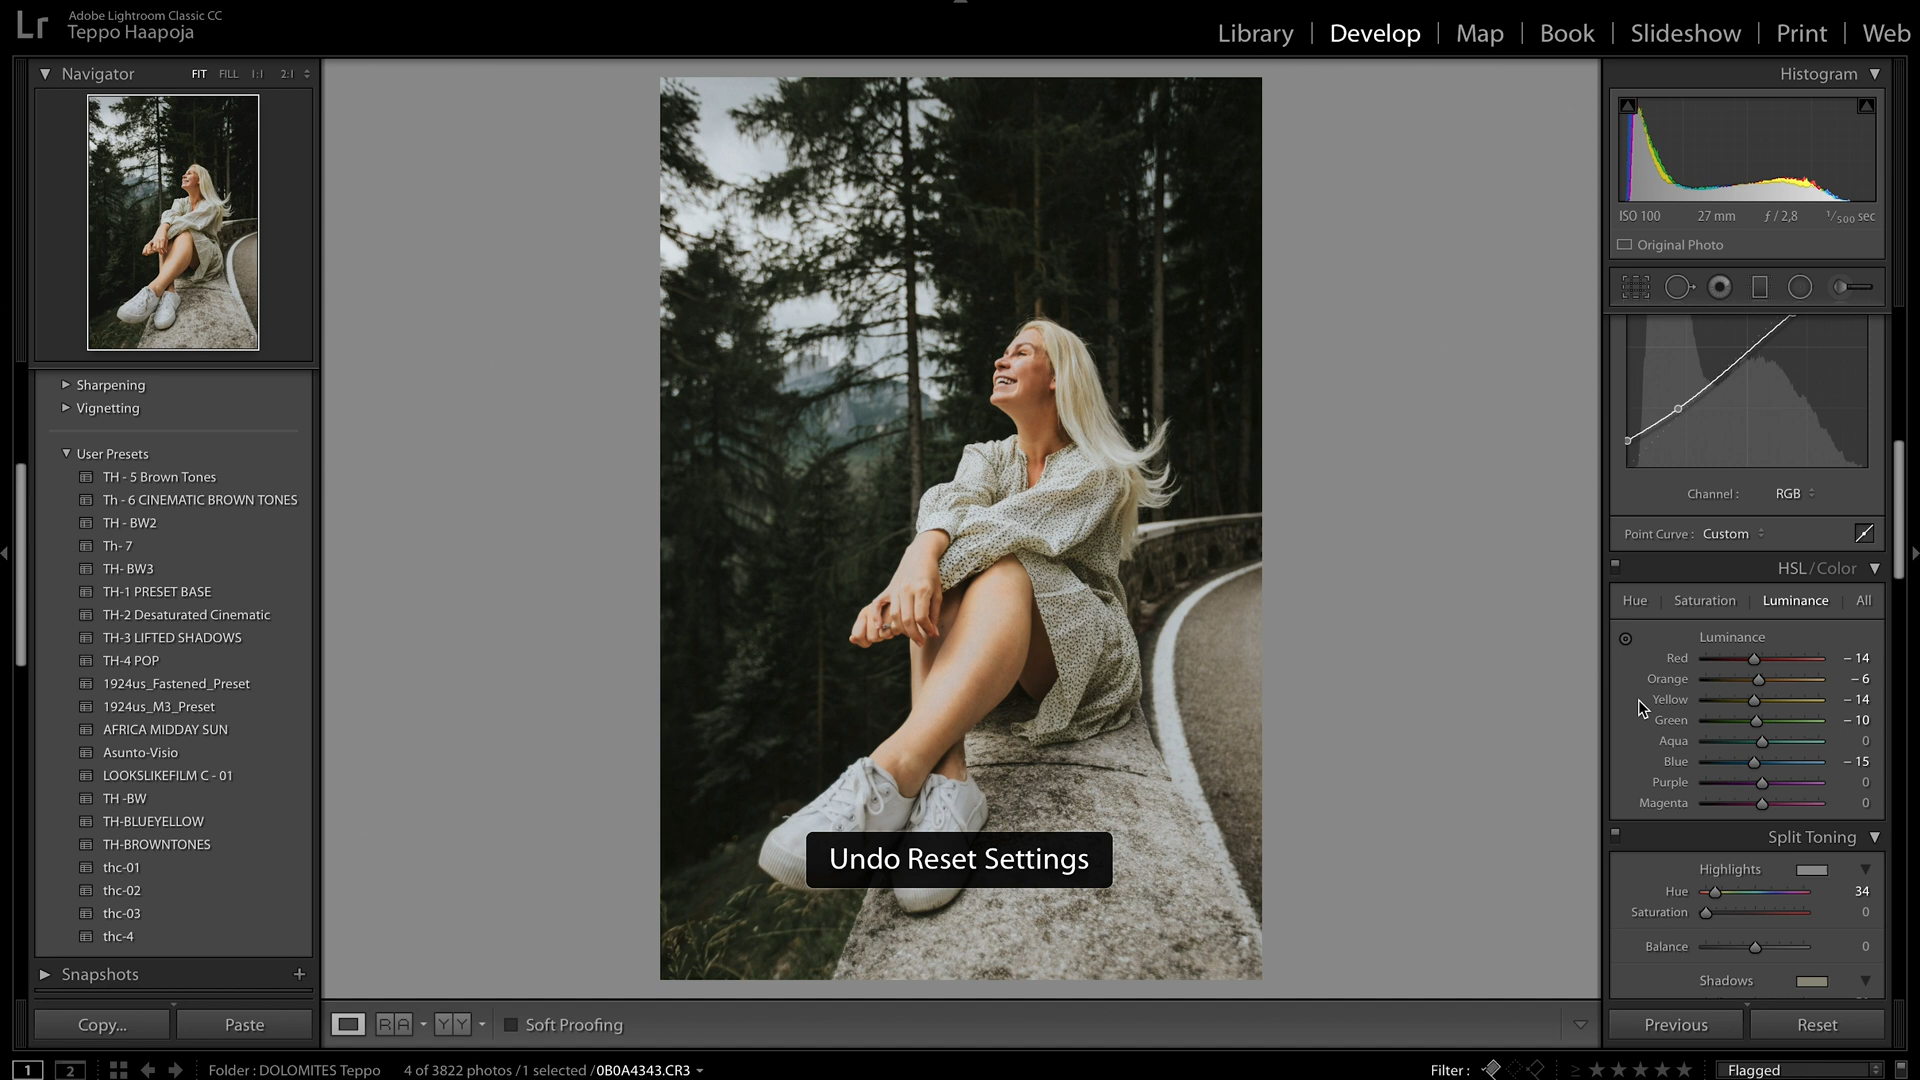 Lr
Adobe Lightroom Classic CC
Teppo Haapoja
Library | Develop | Map | Book | Slideshow | Print | Web
Navigator FIT FILL 1:1 2:1
Sharpening
Vignetting
User Presets
TH - 5 Brown Tones
Th - 6 CINEMATIC BROWN TONES
TH - BW2
Th- 7
TH- BW3
TH-1 PRESET BASE
TH-2 Desaturated Cinematic
TH-3 LIFTED SHADOWS
TH-4 POP
1924us_Fastened_Preset
1924us_M3_Preset
AFRICA MIDDAY SUN
Asunto-Visio
LOOKSLIKEFILM C - 01
TH -BW
TH-BLUEYELLOW
TH-BROWNTONES
thc-01
thc-02
thc-03
thc-4
Snapshots +
Copy... Paste
Undo Reset Settings
R A Y Y Soft Proofing
Histogram
ISO 100 27 mm ƒ / 2,8 1/500 sec
Original Photo
Channel : RGB
Point Curve : Custom
HSL / Color
Hue | Saturation | Luminance | All
Luminance
Red – 14
Orange – 6
Yellow – 14
Green – 10
Aqua 0
Blue – 15
Purple 0
Magenta 0
Split Toning
Highlights
Hue 34
Saturation 0
Balance 0
Shadows
Previous Reset
1 2 Folder : DOLOMITES Teppo 4 of 3822 photos / 1 selected / 0B0A4343.CR3 Filter : ≥ ★★★★★ Flagged